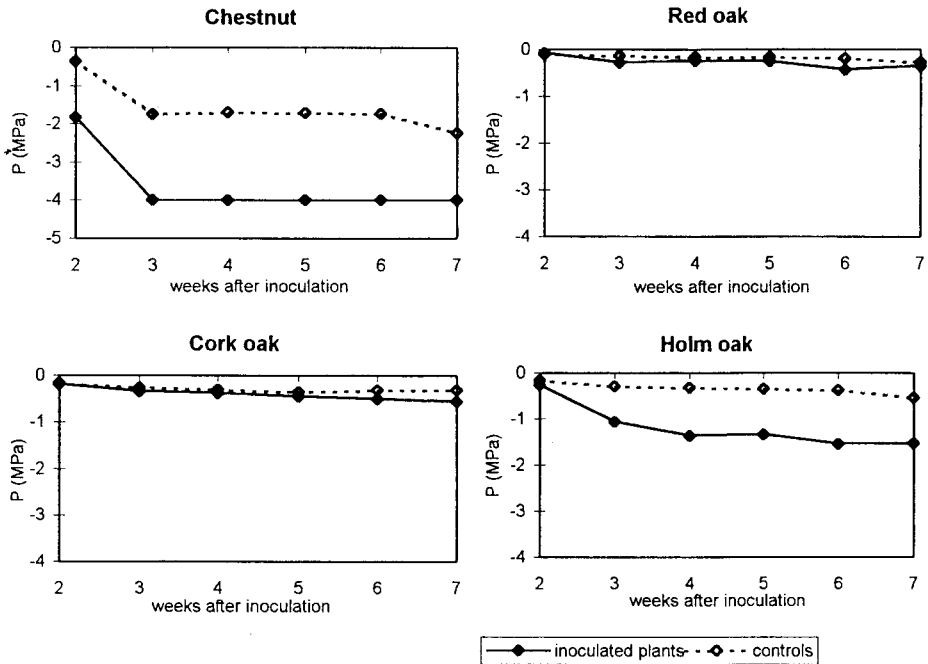 Chestnut
0
-1
-2
-3
-4
-5
P (MPa)
2 3 4 5 6 7
weeks after inoculation
Red oak
0
-1
-2
-3
-4
P (MPa)
2 3 4 5 6 7
weeks after inoculation
Cork oak
0
-1
-2
-3
-4
P (MPa)
2 3 4 5 6 7
weeks after inoculation
Holm oak
0
-1
-2
-3
-4
P (MPa)
2 3 4 5 6 7
weeks after inoculation
inoculated plants controls